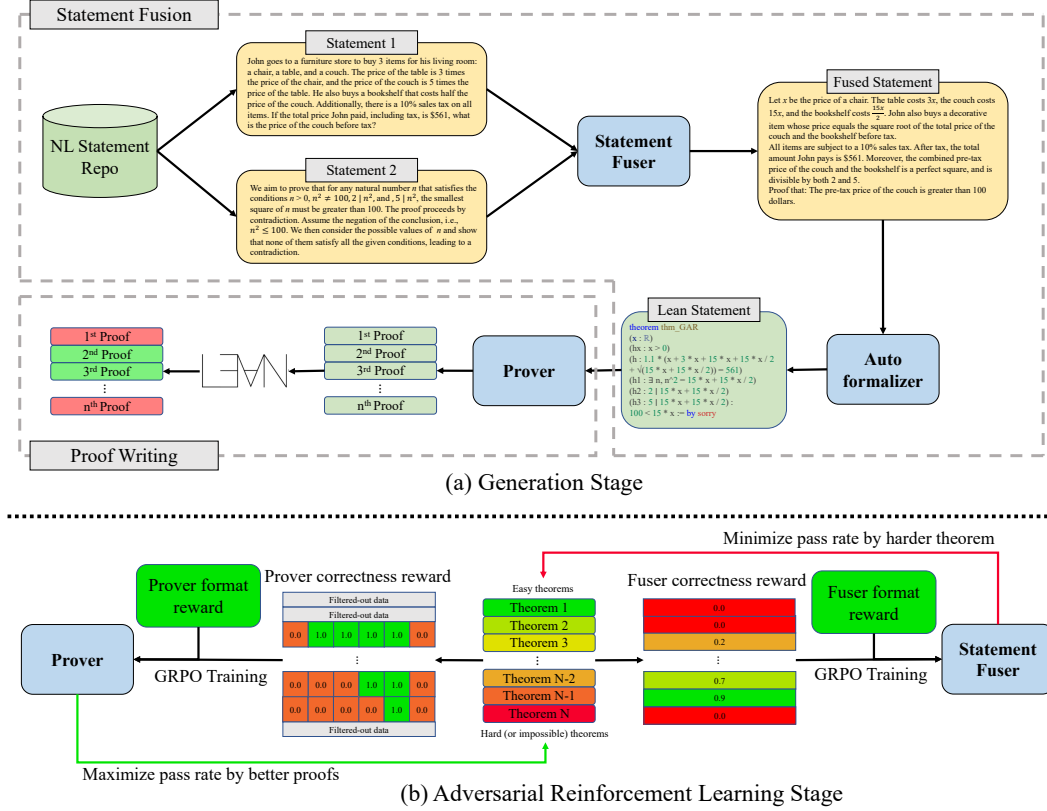 Statement Fusion
Statement 1
John goes to a furniture store to buy 3 items for his living room:
a chair, a table, and a couch. The price of the table is 3 times
the price of the chair, and the price of the couch is 5 times
the price of the table. He also buys a bookshelf that costs half
the price of the couch. Additionally, there is a 10% sales tax on all
items. If the total price John paid, including tax, is $561, what
is the price of the couch before tax?
NL Statement
Repo
Statement 2
We aim to prove that for any natural number n that satisfies the
conditions n > 0, n² ≠ 100, 2 | n², and , 5 | n², the smallest
square of n must be greater than 100. The proof proceeds by
contradiction. Assume the negation of the conclusion, i.e.,
n² ≤ 100. We then consider the possible values of n and show
that none of them satisfy all the given conditions, leading to a
contradiction.
Statement
Fuser
Fused Statement
Let x be the price of a chair. The table costs 3x, the couch costs
15x, and the bookshelf costs 15x/2. John also buys a decorative
item whose price equals the square root of the total price of the
couch and the bookshelf before tax.
All items are subject to a 10% sales tax. After tax, the total
amount John pays is $561. Moreover, the combined pre-tax
price of the couch and the bookshelf is a perfect square, and is
divisible by both 2 and 5.
Proof that: The pre-tax price of the couch is greater than 100
dollars.
Auto
formalizer
Lean Statement
theorem thm_GAR
(x : ℝ)
(hx : x > 0)
(h : 1.1 * (x + 3 * x + 15 * x + 15 * x / 2
+ √(15 * x + 15 * x / 2)) = 561)
(h1 : ∃ n, n^2 = 15 * x + 15 * x / 2)
(h2 : 2 | 15 * x + 15 * x / 2)
(h3 : 5 | 15 * x + 15 * x / 2) :
100 < 15 * x := by sorry
Prover
1st Proof
2nd Proof
3rd Proof
⋮
nth Proof
LEAN
1st Proof
2nd Proof
3rd Proof
⋮
nth Proof
Proof Writing
(a) Generation Stage
Minimize pass rate by harder theorem
Prover format
reward
Prover correctness reward
Filtered-out data
Filtered-out data
0.0 1.0 1.0 1.0 1.0 0.0
⋮
0.0 0.0 0.0 1.0 1.0 0.0
0.0 0.0 0.0 0.0 1.0 0.0
Filtered-out data
Easy theorems
Theorem 1
Theorem 2
Theorem 3
⋮
Theorem N-2
Theorem N-1
Theorem N
Hard (or impossible) theorems
Fuser correctness reward
0.0
0.0
0.2
⋮
0.7
0.9
0.0
Fuser format
reward
Prover
GRPO Training
GRPO Training
Statement
Fuser
Maximize pass rate by better proofs
(b) Adversarial Reinforcement Learning Stage